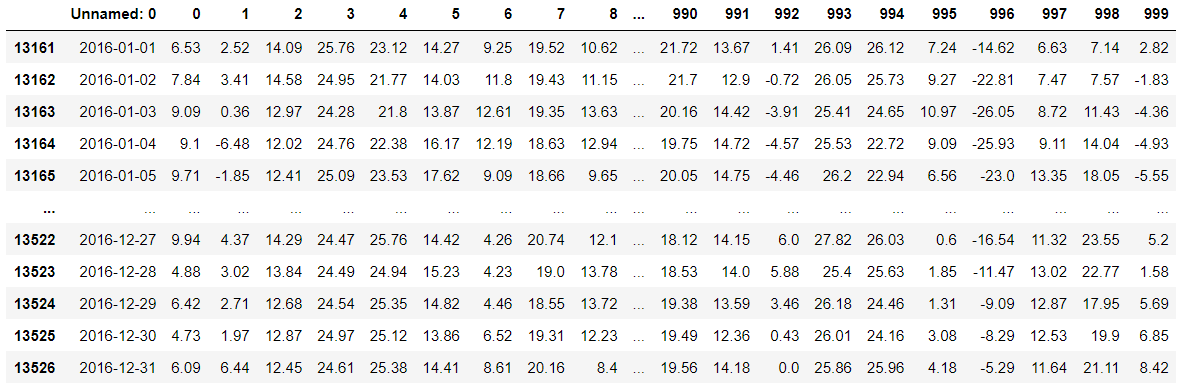 Unnamed: 0 0 1 2 3 4 5 6 7 8 ... 990 991 992 993 994 995 996 997 998 999
13161 2016-01-01 6.53 2.52 14.09 25.76 23.12 14.27 9.25 19.52 10.62 ... 21.72 13.67 1.41 26.09 26.12 7.24 -14.62 6.63 7.14 2.82
13162 2016-01-02 7.84 3.41 14.58 24.95 21.77 14.03 11.8 19.43 11.15 ... 21.7 12.9 -0.72 26.05 25.73 9.27 -22.81 7.47 7.57 -1.83
13163 2016-01-03 9.09 0.36 12.97 24.28 21.8 13.87 12.61 19.35 13.63 ... 20.16 14.42 -3.91 25.41 24.65 10.97 -26.05 8.72 11.43 -4.36
13164 2016-01-04 9.1 -6.48 12.02 24.76 22.38 16.17 12.19 18.63 12.94 ... 19.75 14.72 -4.57 25.53 22.72 9.09 -25.93 9.11 14.04 -4.93
13165 2016-01-05 9.71 -1.85 12.41 25.09 23.53 17.62 9.09 18.66 9.65 ... 20.05 14.75 -4.46 26.2 22.94 6.56 -23.0 13.35 18.05 -5.55
... ... ... ... ... ... ... ... ... ... ... ... ... ... ... ... ... ... ... ... ... ...
13522 2016-12-27 9.94 4.37 14.29 24.47 25.76 14.42 4.26 20.74 12.1 ... 18.12 14.15 6.0 27.82 26.03 0.6 -16.54 11.32 23.55 5.2
13523 2016-12-28 4.88 3.02 13.84 24.49 24.94 15.23 4.23 19.0 13.78 ... 18.53 14.0 5.88 25.4 25.63 1.85 -11.47 13.02 22.77 1.58
13524 2016-12-29 6.42 2.71 12.68 24.54 25.35 14.82 4.46 18.55 13.72 ... 19.38 13.59 3.46 26.18 24.46 1.31 -9.09 12.87 17.95 5.69
13525 2016-12-30 4.73 1.97 12.87 24.97 25.12 13.86 6.52 19.31 12.23 ... 19.49 12.36 0.43 26.01 24.16 3.08 -8.29 12.53 19.9 6.85
13526 2016-12-31 6.09 6.44 12.45 24.61 25.38 14.41 8.61 20.16 8.4 ... 19.56 14.18 0.0 25.86 25.96 4.18 -5.29 11.64 21.11 8.42